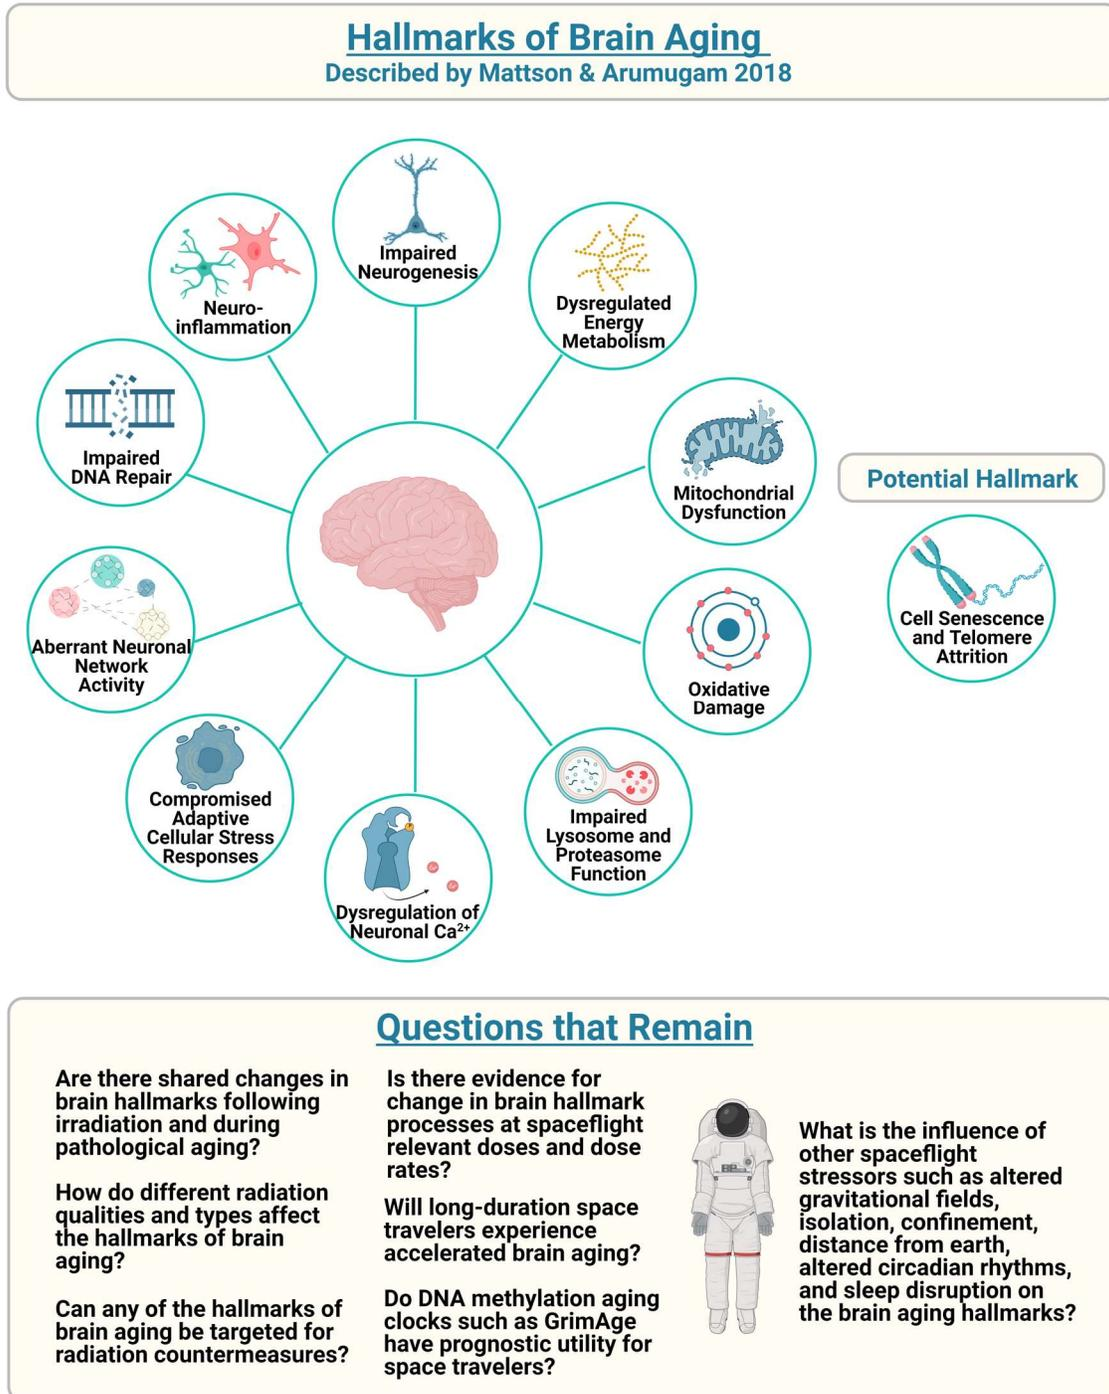 Hallmarks of Brain Aging
Described by Mattson & Arumugam 2018
Impaired
Neurogenesis
Neuro-
inflammation
Dysregulated
Energy
Metabolism
Impaired
DNA Repair
Mitochondrial
Dysfunction
Potential Hallmark
Cell Senescence
and Telomere
Attrition
Aberrant Neuronal
Network
Activity
Oxidative
Damage
Compromised
Adaptive
Cellular Stress
Responses
Impaired
Lysosome and
Proteasome
Function
Dysregulation of
Neuronal Ca²⁺
Questions that Remain
Are there shared changes in
brain hallmarks following
irradiation and during
pathological aging?
How do different radiation
qualities and types affect
the hallmarks of brain
aging?
Can any of the hallmarks of
brain aging be targeted for
radiation countermeasures?
Is there evidence for
change in brain hallmark
processes at spaceflight
relevant doses and dose
rates?
Will long-duration space
travelers experience
accelerated brain aging?
Do DNA methylation aging
clocks such as GrimAge
have prognostic utility for
space travelers?
What is the influence of
other spaceflight
stressors such as altered
gravitational fields,
isolation, confinement,
distance from earth,
altered circadian rhythms,
and sleep disruption on
the brain aging hallmarks?